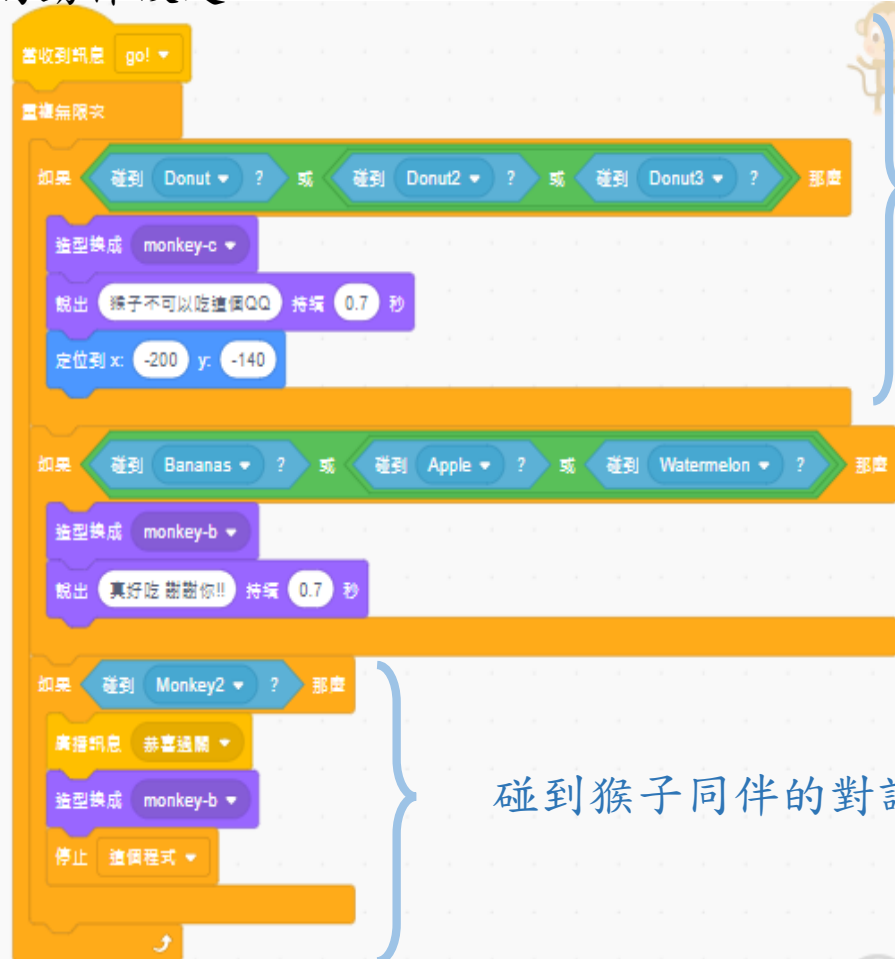 當收到訊息 go!
重複無限次
如果 碰到 Donut ? 或 碰到 Donut2 ? 或 碰到 Donut3 ? 那麼
造型換成 monkey-c
說出 猴子不可以吃這個QQ 持續 0.7 秒
定位到 x: -200 y: -140
如果 碰到 Bananas ? 或 碰到 Apple ? 或 碰到 Watermelon ? 那麼
造型換成 monkey-b
說出 真好吃 謝謝你!! 持續 0.7 秒
如果 碰到 Monkey2 ? 那麼
廣播訊息 恭喜過關
造型換成 monkey-b
碰到猴子同伴的對
停止 這個程式